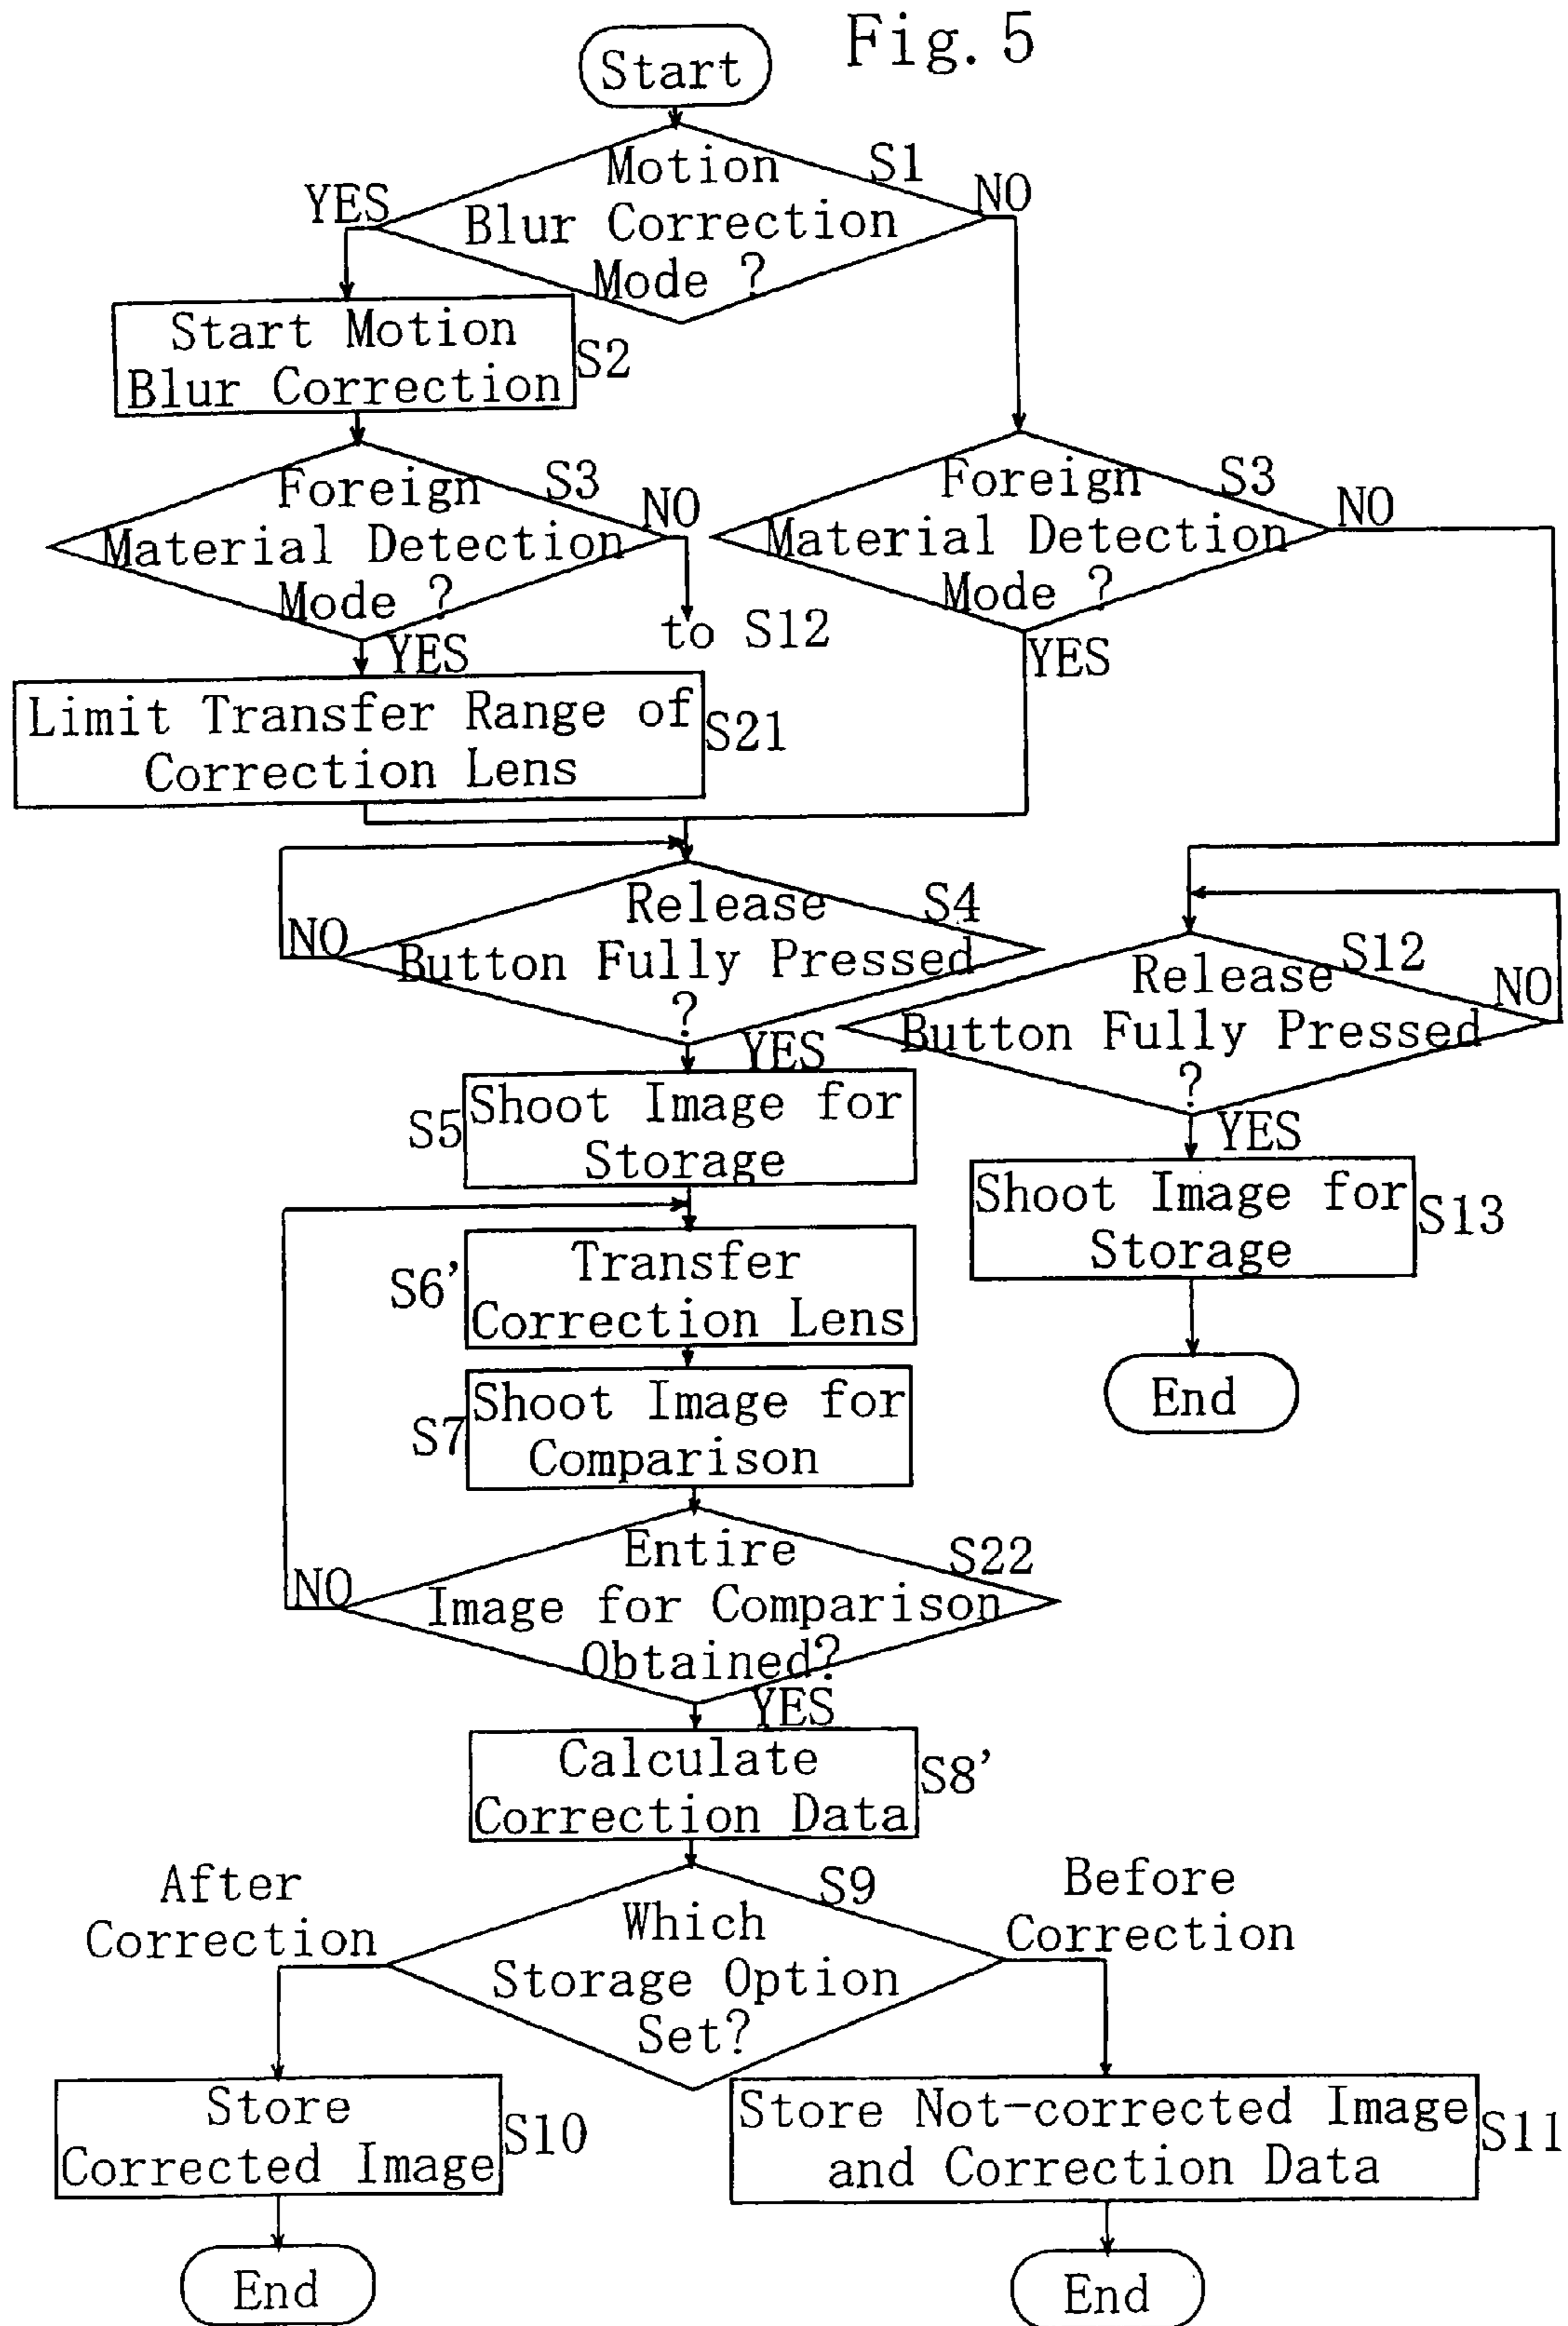 Fig. 5
Start
Motion
Blur Correction
Mode ?
S1
YES
NO
Start Motion
Blur Correction
S2
Foreign
Material Detection
Mode ?
S3
NO
to S12
YES
Foreign
Material Detection
Mode ?
S3
NO
YES
Limit Transfer Range of
Correction Lens
S21
Release
Button Fully Pressed
?
S4
NO
YES
Release
Button Fully Pressed
?
S12
NO
YES
S5
Shoot Image for
Storage
Shoot Image for
Storage
S13
End
S6'
Transfer
Correction Lens
S7
Shoot Image for
Comparison
Entire
Image for Comparison
Obtained?
S22
NO
YES
Calculate
Correction Data
S8'
Which
Storage Option
Set?
S9
After
Correction
Before
Correction
Store
Corrected Image
S10
Store Not-corrected Image
and Correction Data
S11
End
End